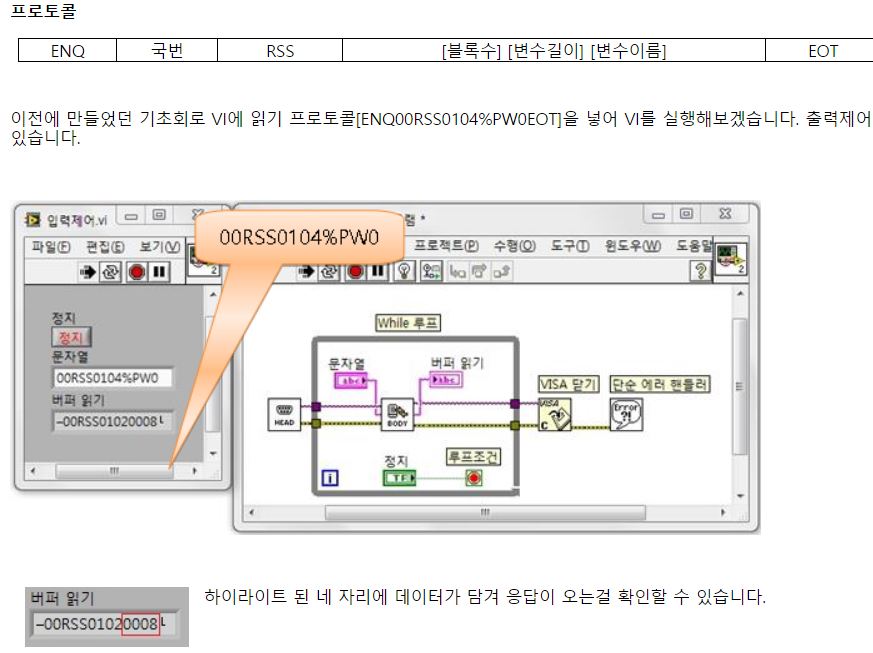 프로토콜
ENQ 국번 RSS [블록수] [변수길이] [변수이름] EOT
이전에 만들었던 기초회로 VI에 읽기 프로토콜[ENQ00RSS0104%PW0EOT]을 넣어 VI를 실행해보겠습니다. 출력제어
있습니다.
입력제어.vi
파일(F) 편집(E) 보기(V)
2
00RSS0104%PW0
램 *
프로젝트(P) 수행(O) 도구(T) 윈도우(W) 도움말
2
정지
정지
문자열
00RSS0104%PW0
버퍼 읽기
–00RSS01020008└
While 루프
문자열 버퍼 읽기
abc abc
VISA 닫기 단순 에러 핸들러
HEAD BODY VISA C Error ?!
정지 루프조건
i TF
버퍼 읽기
–00RSS01020008└
하이라이트 된 네 자리에 데이터가 담겨 응답이 오는걸 확인할 수 있습니다.